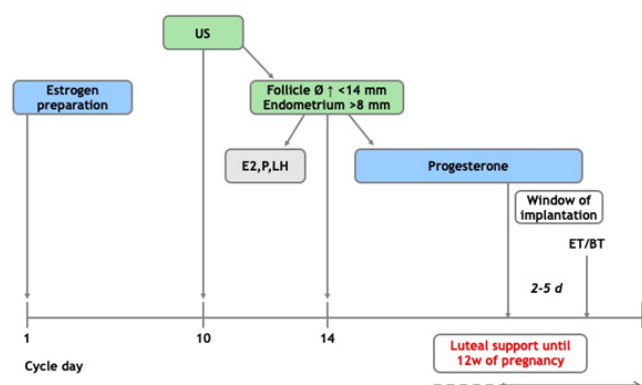 US
Estrogen
preparation
Follicle Ø ↑ <14 mm
Endometrium >8 mm
E2,P,LH
Progesterone
Window of
implantation
ET/BT
2-5 d
1
10
14
Cycle day
Luteal support until
12w of pregnancy